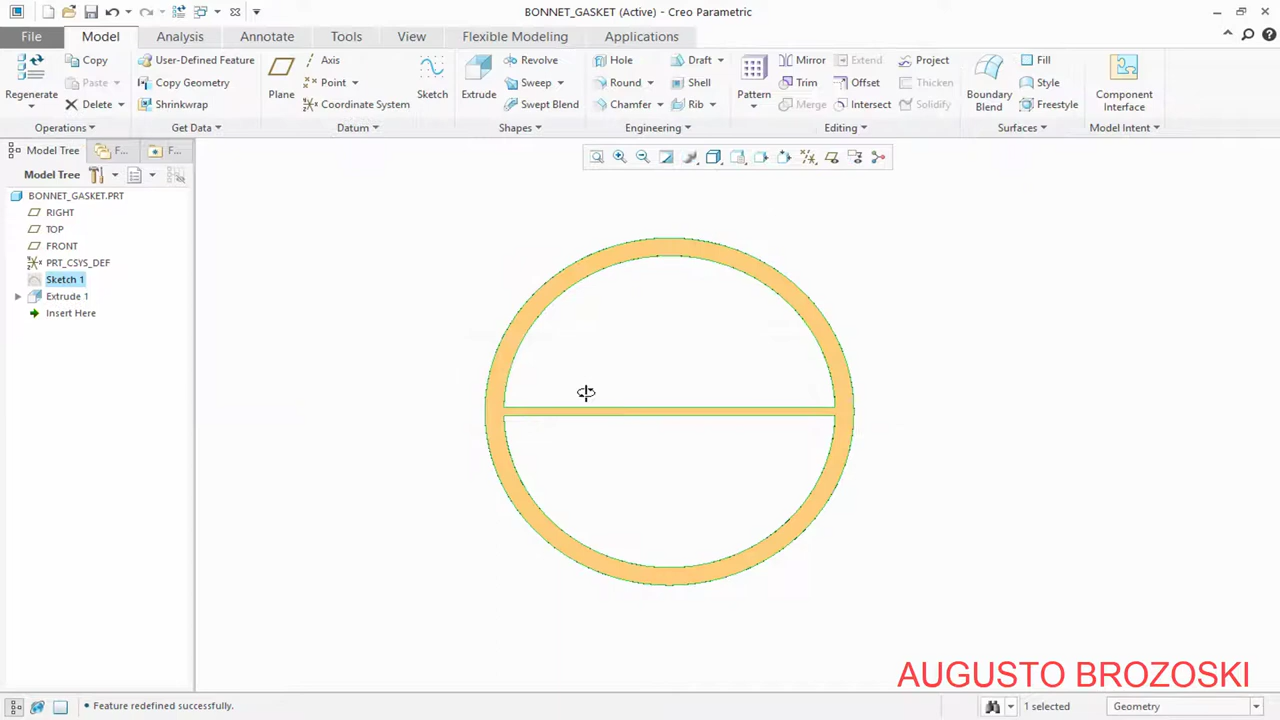 BONNET_GASKET (Active) - Creo Parametric
File Model Analysis Annotate Tools View Flexible Modeling Applications
Regenerate
Copy
Paste
Delete
Operations
User-Defined Feature
Copy Geometry
Shrinkwrap
Get Data
Plane
Axis
Point
Coordinate System
Sketch
Datum
Extrude
Revolve
Sweep
Swept Blend
Shapes
Hole
Round
Chamfer
Draft
Shell
Rib
Engineering
Pattern
Mirror
Trim
Merge
Extend
Offset
Intersect
Project
Thicken
Solidify
Editing
Boundary
Blend
Fill
Style
Freestyle
Surfaces
Component
Interface
Model Intent
Model Tree
F...
F...
Model Tree
BONNET_GASKET.PRT
RIGHT
TOP
FRONT
PRT_CSYS_DEF
Sketch 1
Extrude 1
Insert Here
AUGUSTO BROZOSKI
• Feature redefined successfully.
1 selected
Geometry